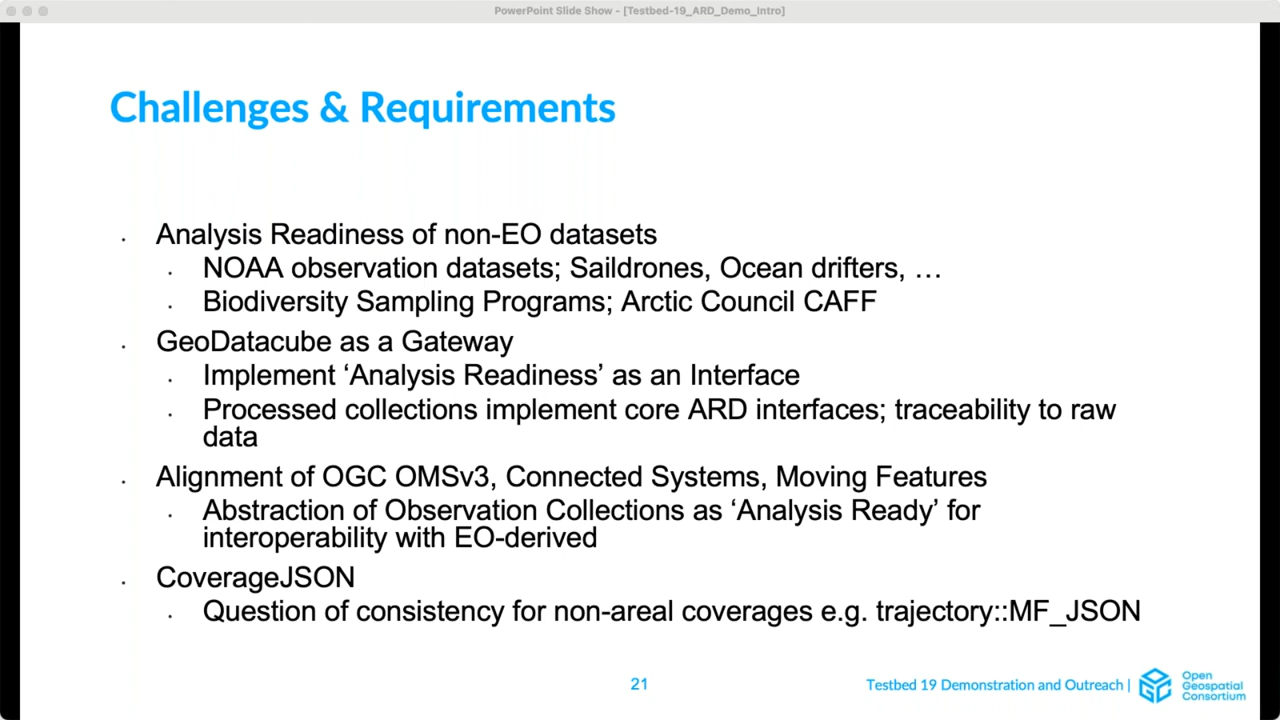 PowerPoint Slide Show - [Testbed-19_ARD_Demo_Intro]
Challenges & Requirements
Analysis Readiness of non-EO datasets
NOAA observation datasets; Saildrones, Ocean drifters, …
Biodiversity Sampling Programs; Arctic Council CAFF
GeoDatacube as a Gateway
Implement ‘Analysis Readiness’ as an Interface
Processed collections implement core ARD interfaces; traceability to raw
data
Alignment of OGC OMSv3, Connected Systems, Moving Features
Abstraction of Observation Collections as ‘Analysis Ready’ for
interoperability with EO-derived
CoverageJSON
Question of consistency for non-areal coverages e.g. trajectory::MF_JSON
21
Testbed 19 Demonstration and Outreach |
Open
Geospatial
Consortium